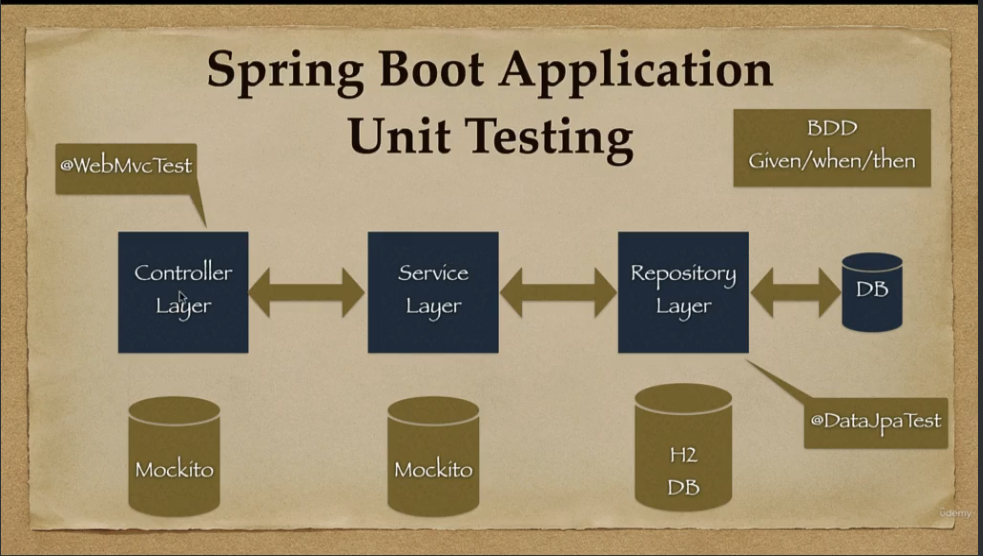 Spring Boot Application
Unit Testing
BDD
Given/when/then
@WebMvcTest
Controller
Layer
Service
Layer
Repository
Layer
DB
@DataJpaTest
Mockito
Mockito
H2
DB
udemy